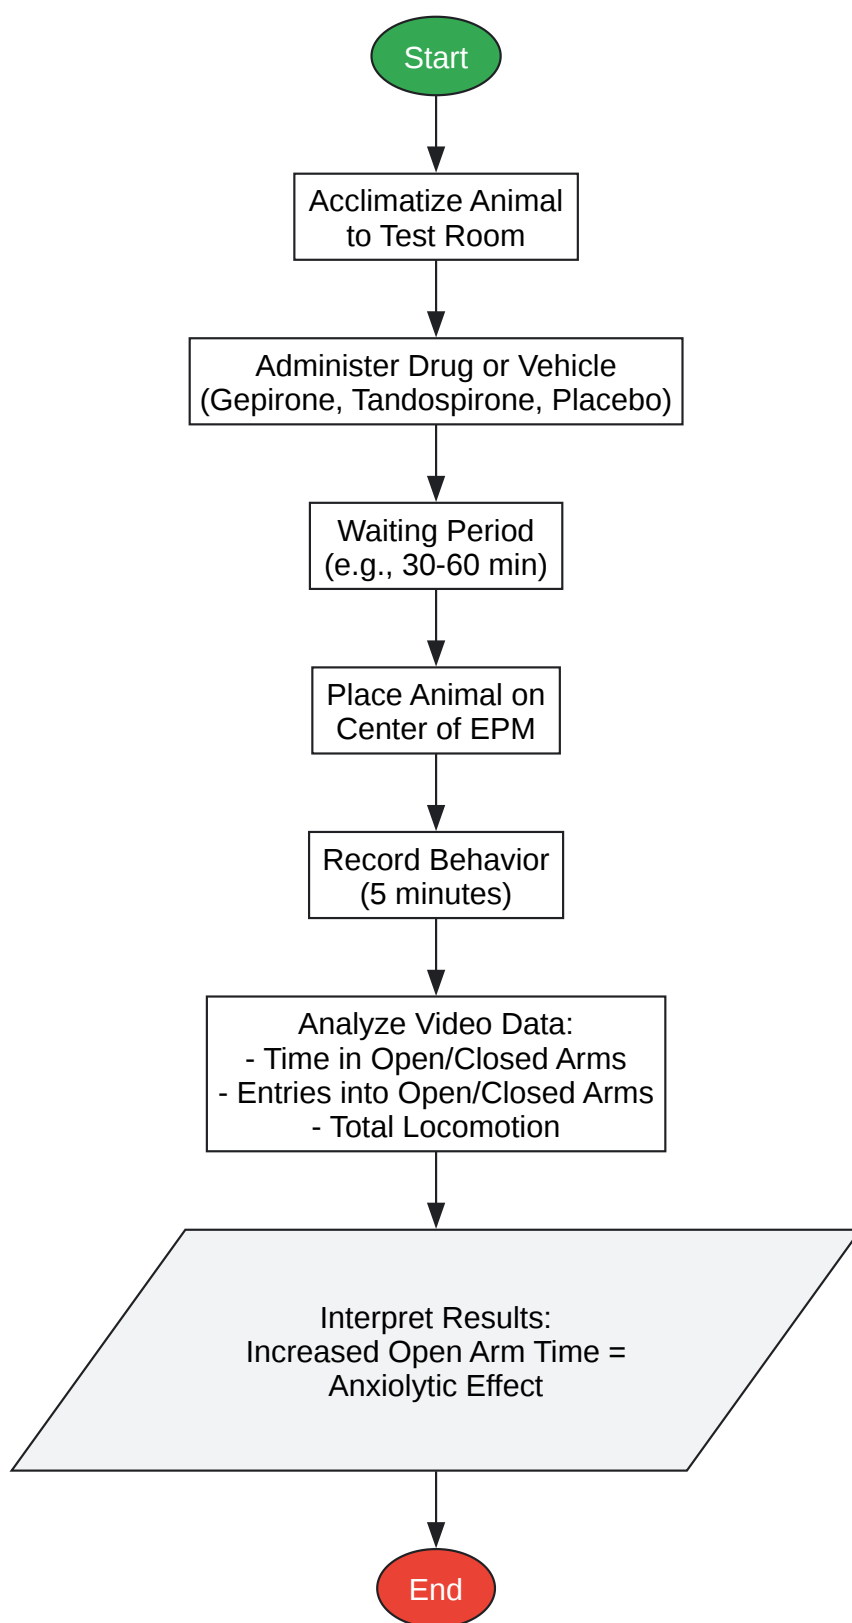 Start
Acclimatize Animal
to Test Room
Administer Drug or Vehicle
(Gepirone, Tandospirone, Placebo)
Waiting Period
(e.g., 30-60 min)
Place Animal on
Center of EPM
Record Behavior
(5 minutes)
Analyze Video Data:
- Time in Open/Closed Arms
- Entries into Open/Closed Arms
- Total Locomotion
Interpret Results:
Increased Open Arm Time =
Anxiolytic Effect
End